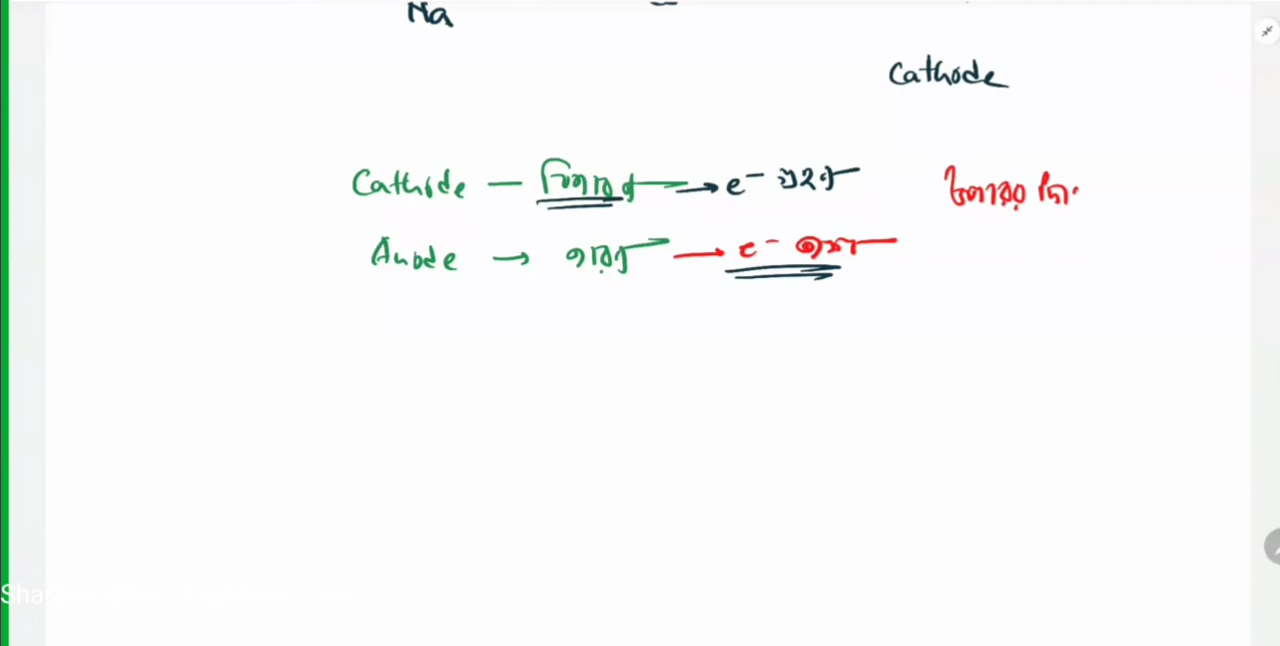 Na
Cathode
Cathode — বিজারণ → e⁻ গ্রহণ
Anode → জারণ → e⁻ ত্যাগ